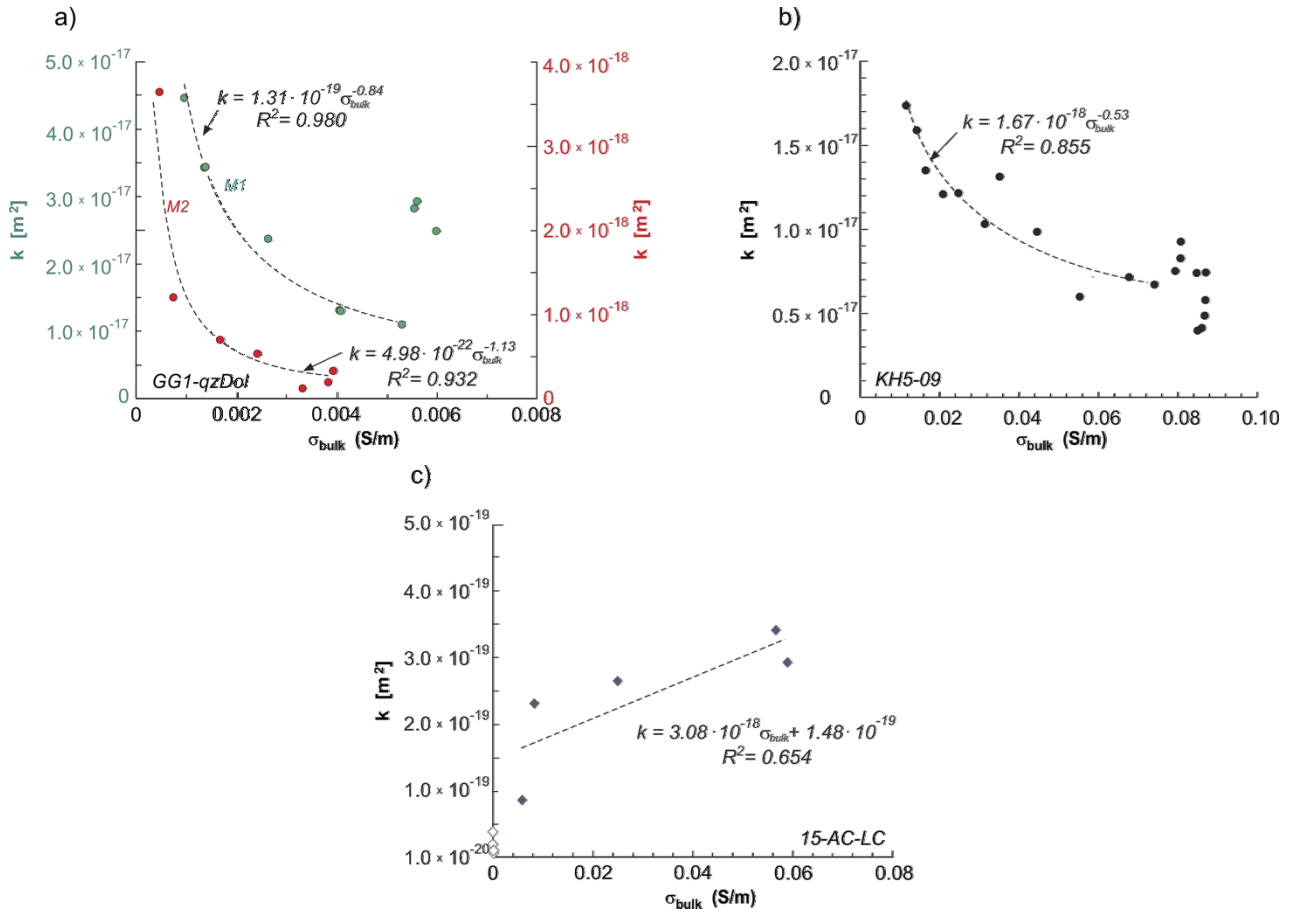 a)
5.0 × 10⁻¹⁷
4.0 × 10⁻¹⁷
3.0 × 10⁻¹⁷
2.0 × 10⁻¹⁷
1.0 × 10⁻¹⁷
0
k [m²]
k = 1.31 · 10⁻¹⁹ σbulk⁻⁰·⁸⁴
R² = 0.980
M1
M2
k = 4.98 · 10⁻²² σbulk⁻¹·¹³
R² = 0.932
GG1-qzDol
4.0 × 10⁻¹⁸
3.0 × 10⁻¹⁸
2.0 × 10⁻¹⁸
1.0 × 10⁻¹⁸
0
k [m²]
0 0.002 0.004 0.006 0.008
σbulk (S/m)
b)
2.0 × 10⁻¹⁷
1.5 × 10⁻¹⁷
1.0 × 10⁻¹⁷
0.5 × 10⁻¹⁷
0
k [m²]
k = 1.67 · 10⁻¹⁸ σbulk⁻⁰·⁵³
R² = 0.855
KH5-09
0 0.02 0.04 0.06 0.08 0.10
σbulk (S/m)
c)
5.0 × 10⁻¹⁹
4.0 × 10⁻¹⁹
3.0 × 10⁻¹⁹
2.0 × 10⁻¹⁹
1.0 × 10⁻¹⁹
1.0 × 10⁻²⁰
k [m²]
k = 3.08 · 10⁻¹⁸ σbulk + 1.48 · 10⁻¹⁹
R² = 0.654
15-AC-LC
0 0.02 0.04 0.06 0.08
σbulk (S/m)